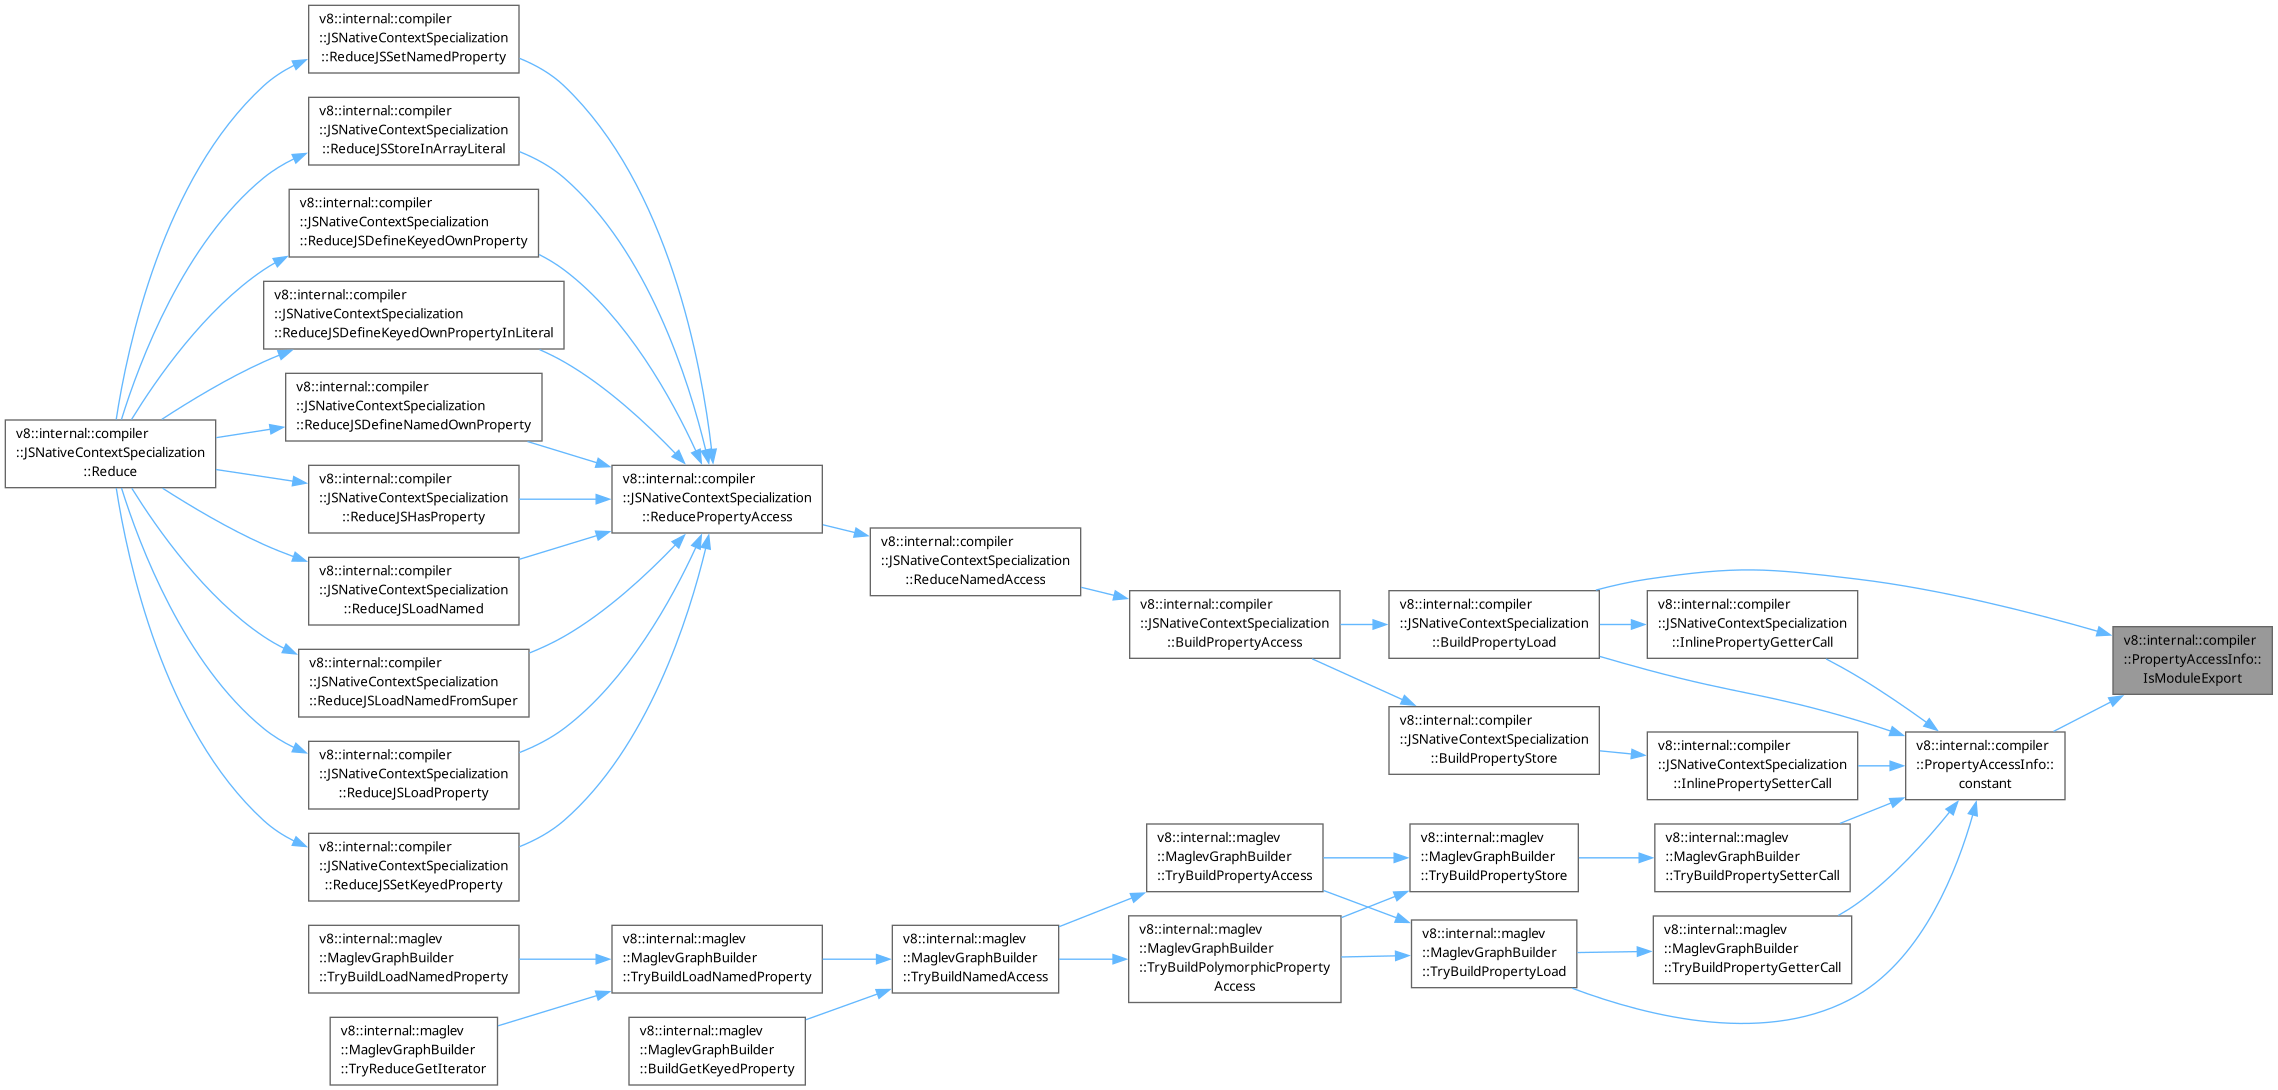 v8::internal::compiler
::JSNativeContextSpecialization
::ReduceJSSetNamedProperty
v8::internal::compiler
::JSNativeContextSpecialization
::ReduceJSStoreInArrayLiteral
v8::internal::compiler
::JSNativeContextSpecialization
::ReduceJSDefineKeyedOwnProperty
v8::internal::compiler
::JSNativeContextSpecialization
::ReduceJSDefineKeyedOwnPropertyInLiteral
v8::internal::compiler
::JSNativeContextSpecialization
::ReduceJSDefineNamedOwnProperty
v8::internal::compiler
::JSNativeContextSpecialization
::Reduce
v8::internal::compiler
::JSNativeContextSpecialization
::ReduceJSHasProperty
v8::internal::compiler
::JSNativeContextSpecialization
::ReducePropertyAccess
v8::internal::compiler
::JSNativeContextSpecialization
::ReduceNamedAccess
v8::internal::compiler
::JSNativeContextSpecialization
::ReduceJSLoadNamed
v8::internal::compiler
::JSNativeContextSpecialization
::BuildPropertyAccess
v8::internal::compiler
::JSNativeContextSpecialization
::BuildPropertyLoad
v8::internal::compiler
::JSNativeContextSpecialization
::InlinePropertyGetterCall
v8::internal::compiler
::PropertyAccessInfo::
IsModuleExport
v8::internal::compiler
::JSNativeContextSpecialization
::ReduceJSLoadNamedFromSuper
v8::internal::compiler
::JSNativeContextSpecialization
::BuildPropertyStore
v8::internal::compiler
::JSNativeContextSpecialization
::InlinePropertySetterCall
v8::internal::compiler
::PropertyAccessInfo::
constant
v8::internal::compiler
::JSNativeContextSpecialization
::ReduceJSLoadProperty
v8::internal::compiler
::JSNativeContextSpecialization
::ReduceJSSetKeyedProperty
v8::internal::maglev
::MaglevGraphBuilder
::TryBuildPropertyAccess
v8::internal::maglev
::MaglevGraphBuilder
::TryBuildPropertyStore
v8::internal::maglev
::MaglevGraphBuilder
::TryBuildPropertySetterCall
v8::internal::maglev
::MaglevGraphBuilder
::TryBuildLoadNamedProperty
v8::internal::maglev
::MaglevGraphBuilder
::TryBuildLoadNamedProperty
v8::internal::maglev
::MaglevGraphBuilder
::TryBuildNamedAccess
v8::internal::maglev
::MaglevGraphBuilder
::TryBuildPolymorphicProperty
Access
v8::internal::maglev
::MaglevGraphBuilder
::TryBuildPropertyLoad
v8::internal::maglev
::MaglevGraphBuilder
::TryBuildPropertyGetterCall
v8::internal::maglev
::MaglevGraphBuilder
::TryReduceGetIterator
v8::internal::maglev
::MaglevGraphBuilder
::BuildGetKeyedProperty